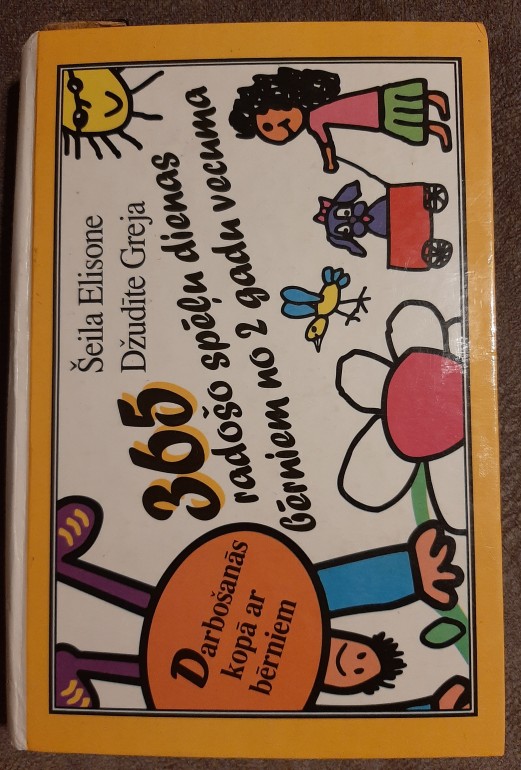 Šeila Elisone
Džudīte Greja
365
radošo spēļu dienas
bērniem no 2 gadu vecuma
Darbošanās
kopā ar
bērniem